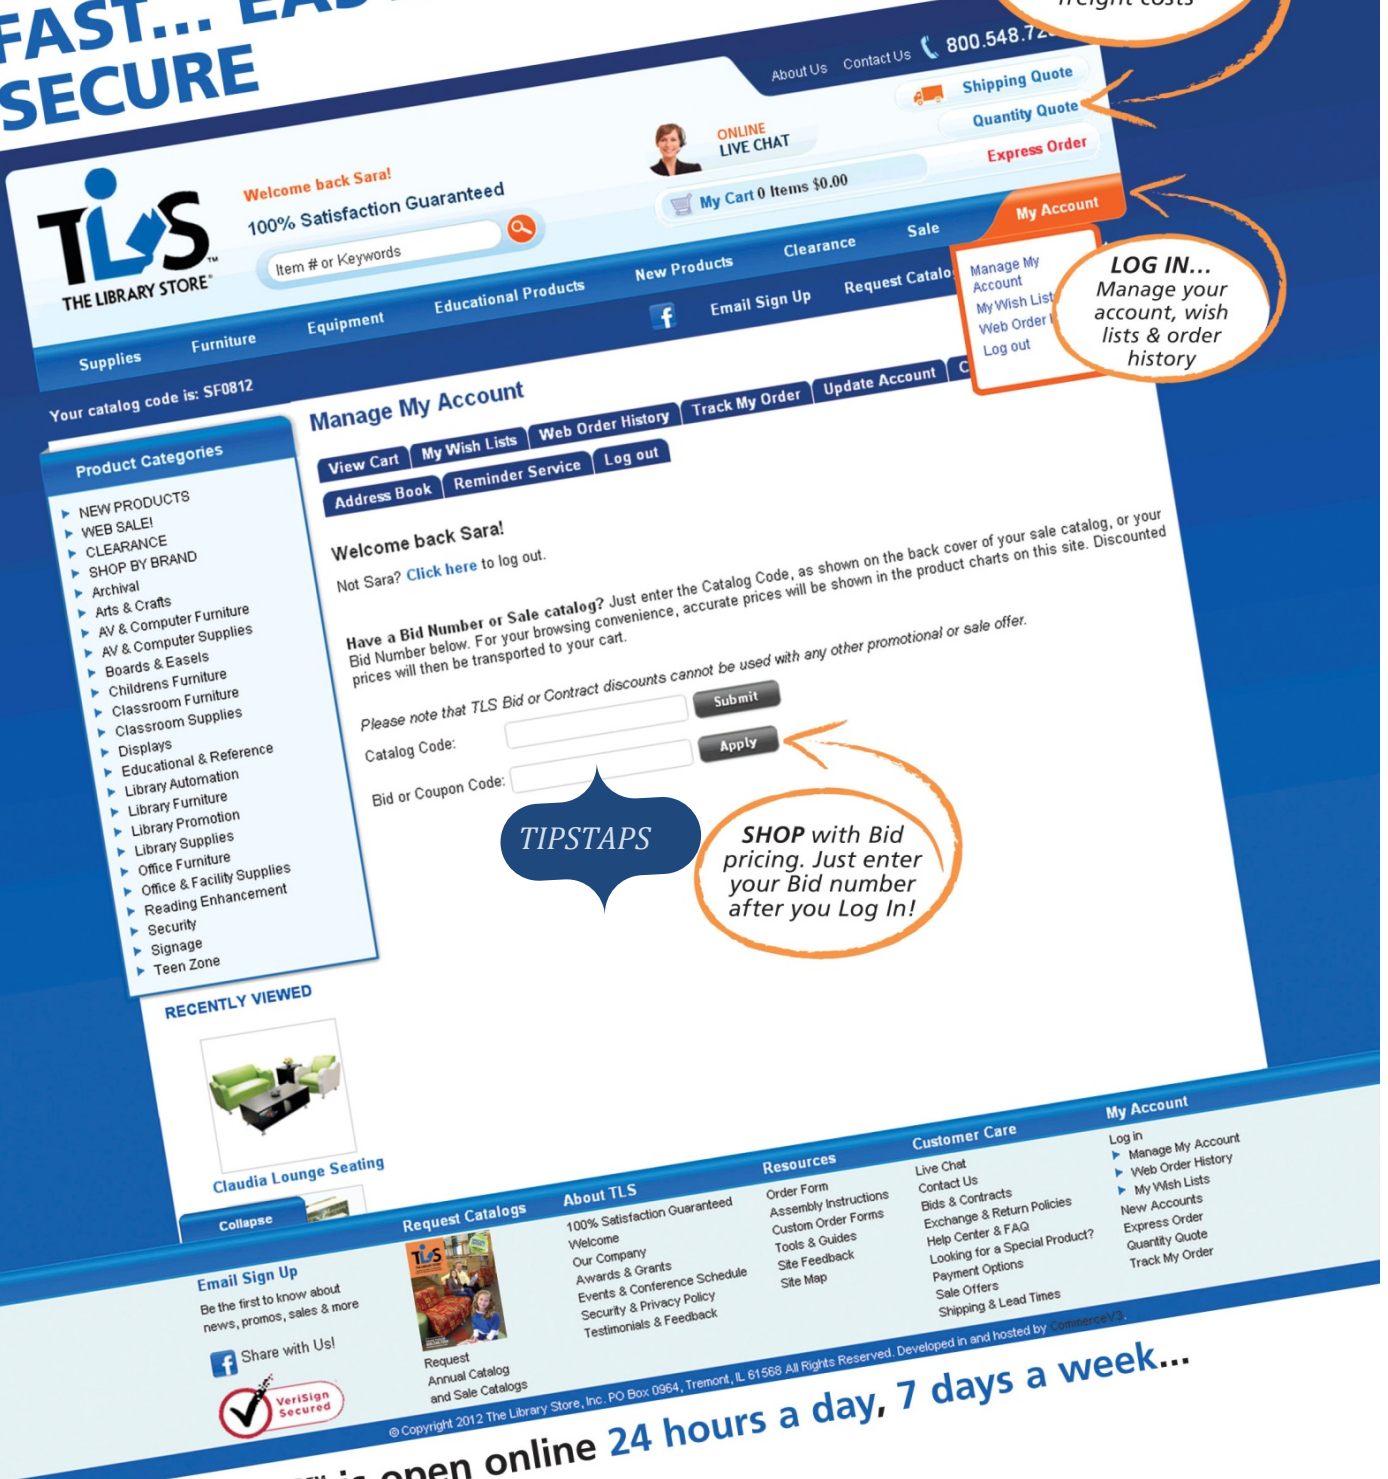 FAST... 
SECURE
freight costs
About Us Contact Us
Shipping Quote
Quantity Quote
Express Order
ONLINE
LIVE CHAT
My Cart 0 Items $0.00
TLS™
THE LIBRARY STORE®
Welcome back Sara!
100% Satisfaction Guaranteed
Item # or Keywords
Supplies Furniture Equipment Educational Products New Products Clearance Sale My Account
Your catalog code is: SF0812
Email Sign Up Request
Manage My
Account
My Wish List
Web Order
Log out
LOG IN...
Manage your
account, wish
lists & order
history
Product Categories
NEW PRODUCTS
WEB SALE!
CLEARANCE
SHOP BY BRAND
Archival
Arts & Crafts
AV & Computer Furniture
AV & Computer Supplies
Boards & Easels
Childrens Furniture
Classroom Furniture
Classroom Supplies
Displays
Educational & Reference
Library Automation
Library Furniture
Library Promotion
Library Supplies
Office Furniture
Office & Facility Supplies
Reading Enhancement
Security
Signage
Teen Zone
Manage My Account
View Cart My Wish Lists Web Order History Track My Order Update Account
Address Book Reminder Service Log out
Welcome back Sara!
Not Sara? Click here to log out.
Have a Bid Number or Sale catalog? Just enter the Catalog Code, as shown on the back cover of your sale catalog, or your
Bid Number below. For your browsing convenience, accurate prices will be shown in the product charts on this site. Discounted
prices will then be transported to your cart.
Please note that TLS Bid or Contract discounts cannot be used with any other promotional or sale offer.
Catalog Code: Submit
Bid or Coupon Code: Apply
TIPSTAPS
SHOP with Bid
pricing. Just enter
your Bid number
after you Log In!
RECENTLY VIEWED
Claudia Lounge Seating
Collapse
Email Sign Up
Be the first to know about
news, promos, sales & more
Share with Us!
VeriSign
Secured
Request Catalogs
TLS
Request
Annual Catalog
and Sale Catalogs
About TLS
100% Satisfaction Guaranteed
Welcome
Our Company
Awards & Grants
Events & Conference Schedule
Security & Privacy Policy
Testimonials & Feedback
Resources
Order Form
Assembly Instructions
Custom Order Forms
Tools & Guides
Site Feedback
Site Map
Customer Care
Live Chat
Contact Us
Bids & Contracts
Exchange & Return Policies
Help Center & FAQ
Looking for a Special Product?
Payment Options
Sale Offers
Shipping & Lead Times
My Account
Log in
Manage My Account
Web Order History
My Wish Lists
New Accounts
Express Order
Quantity Quote
Track My Order
© Copyright 2012 The Library Store, Inc. PO Box 0964, Tremont, IL 61568 All Rights Reserved. Developed in and hosted by CommerceV3.
is open online 24 hours a day, 7 days a week...